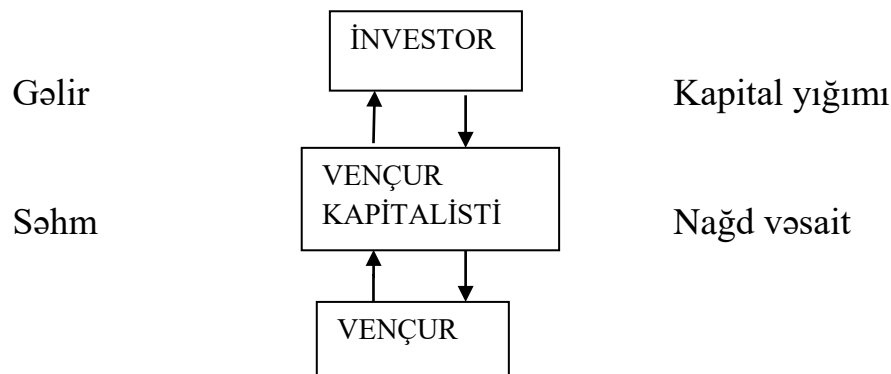 İNVESTOR
Gəlir
Kapital yığımı
VENÇUR
KAPİTALİSTİ
Səhm
Nağd vəsait
VENÇUR